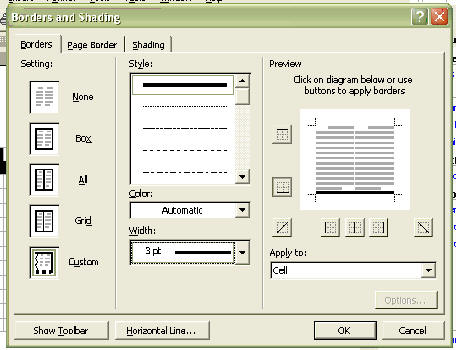 Borders and Shading
Borders
Page Border
Shading
Setting:
None
Box
All
Grid
Custom
Style:
Color:
Automatic
Width:
3 pt
Preview
Click on diagram below or use
buttons to apply borders
Apply to:
Cell
Options...
Show Toolbar
Horizontal Line...
OK
Cancel